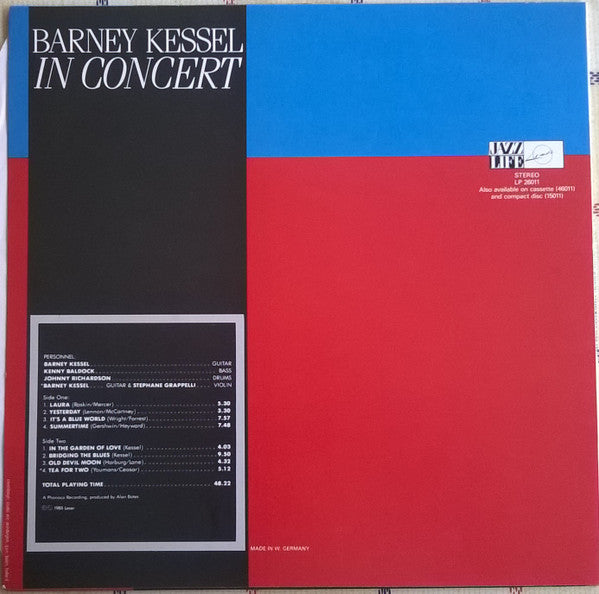 BARNEY KESSEL
IN CONCERT
JAZZ
LIFE
STEREO
LP 26011
Also available on cassette (46011)
and compact disc (15011)
PERSONNEL:
BARNEY KESSEL GUITAR
KENNY BALDOCK BASS
JOHNNY RICHARDSON DRUMS
*BARNEY KESSEL GUITAR & STEPHANE GRAPPELLI VIOLIN
Side One:
1. LAURA (Raskin/Mercer) 5.30
2. YESTERDAY (Lennon/McCartney) 3.50
3. IT'S A BLUE WORLD (Wright/Forrest) 7.57
4. SUMMERTIME (Gershwin/Heyward) 7.48
Side Two
1. IN THE GARDEN OF LOVE (Kessel) 4.03
2. BRIDGING THE BLUES (Kessel) 9.50
3. OLD DEVIL MOON (Harburg/Lane) 4.32
*4. TEA FOR TWO (Youmans/Ceasar) 5.12
TOTAL PLAYING TIME 48.22
A Phonoco Recording, produced by Alan Bates
MADE IN W. GERMANY